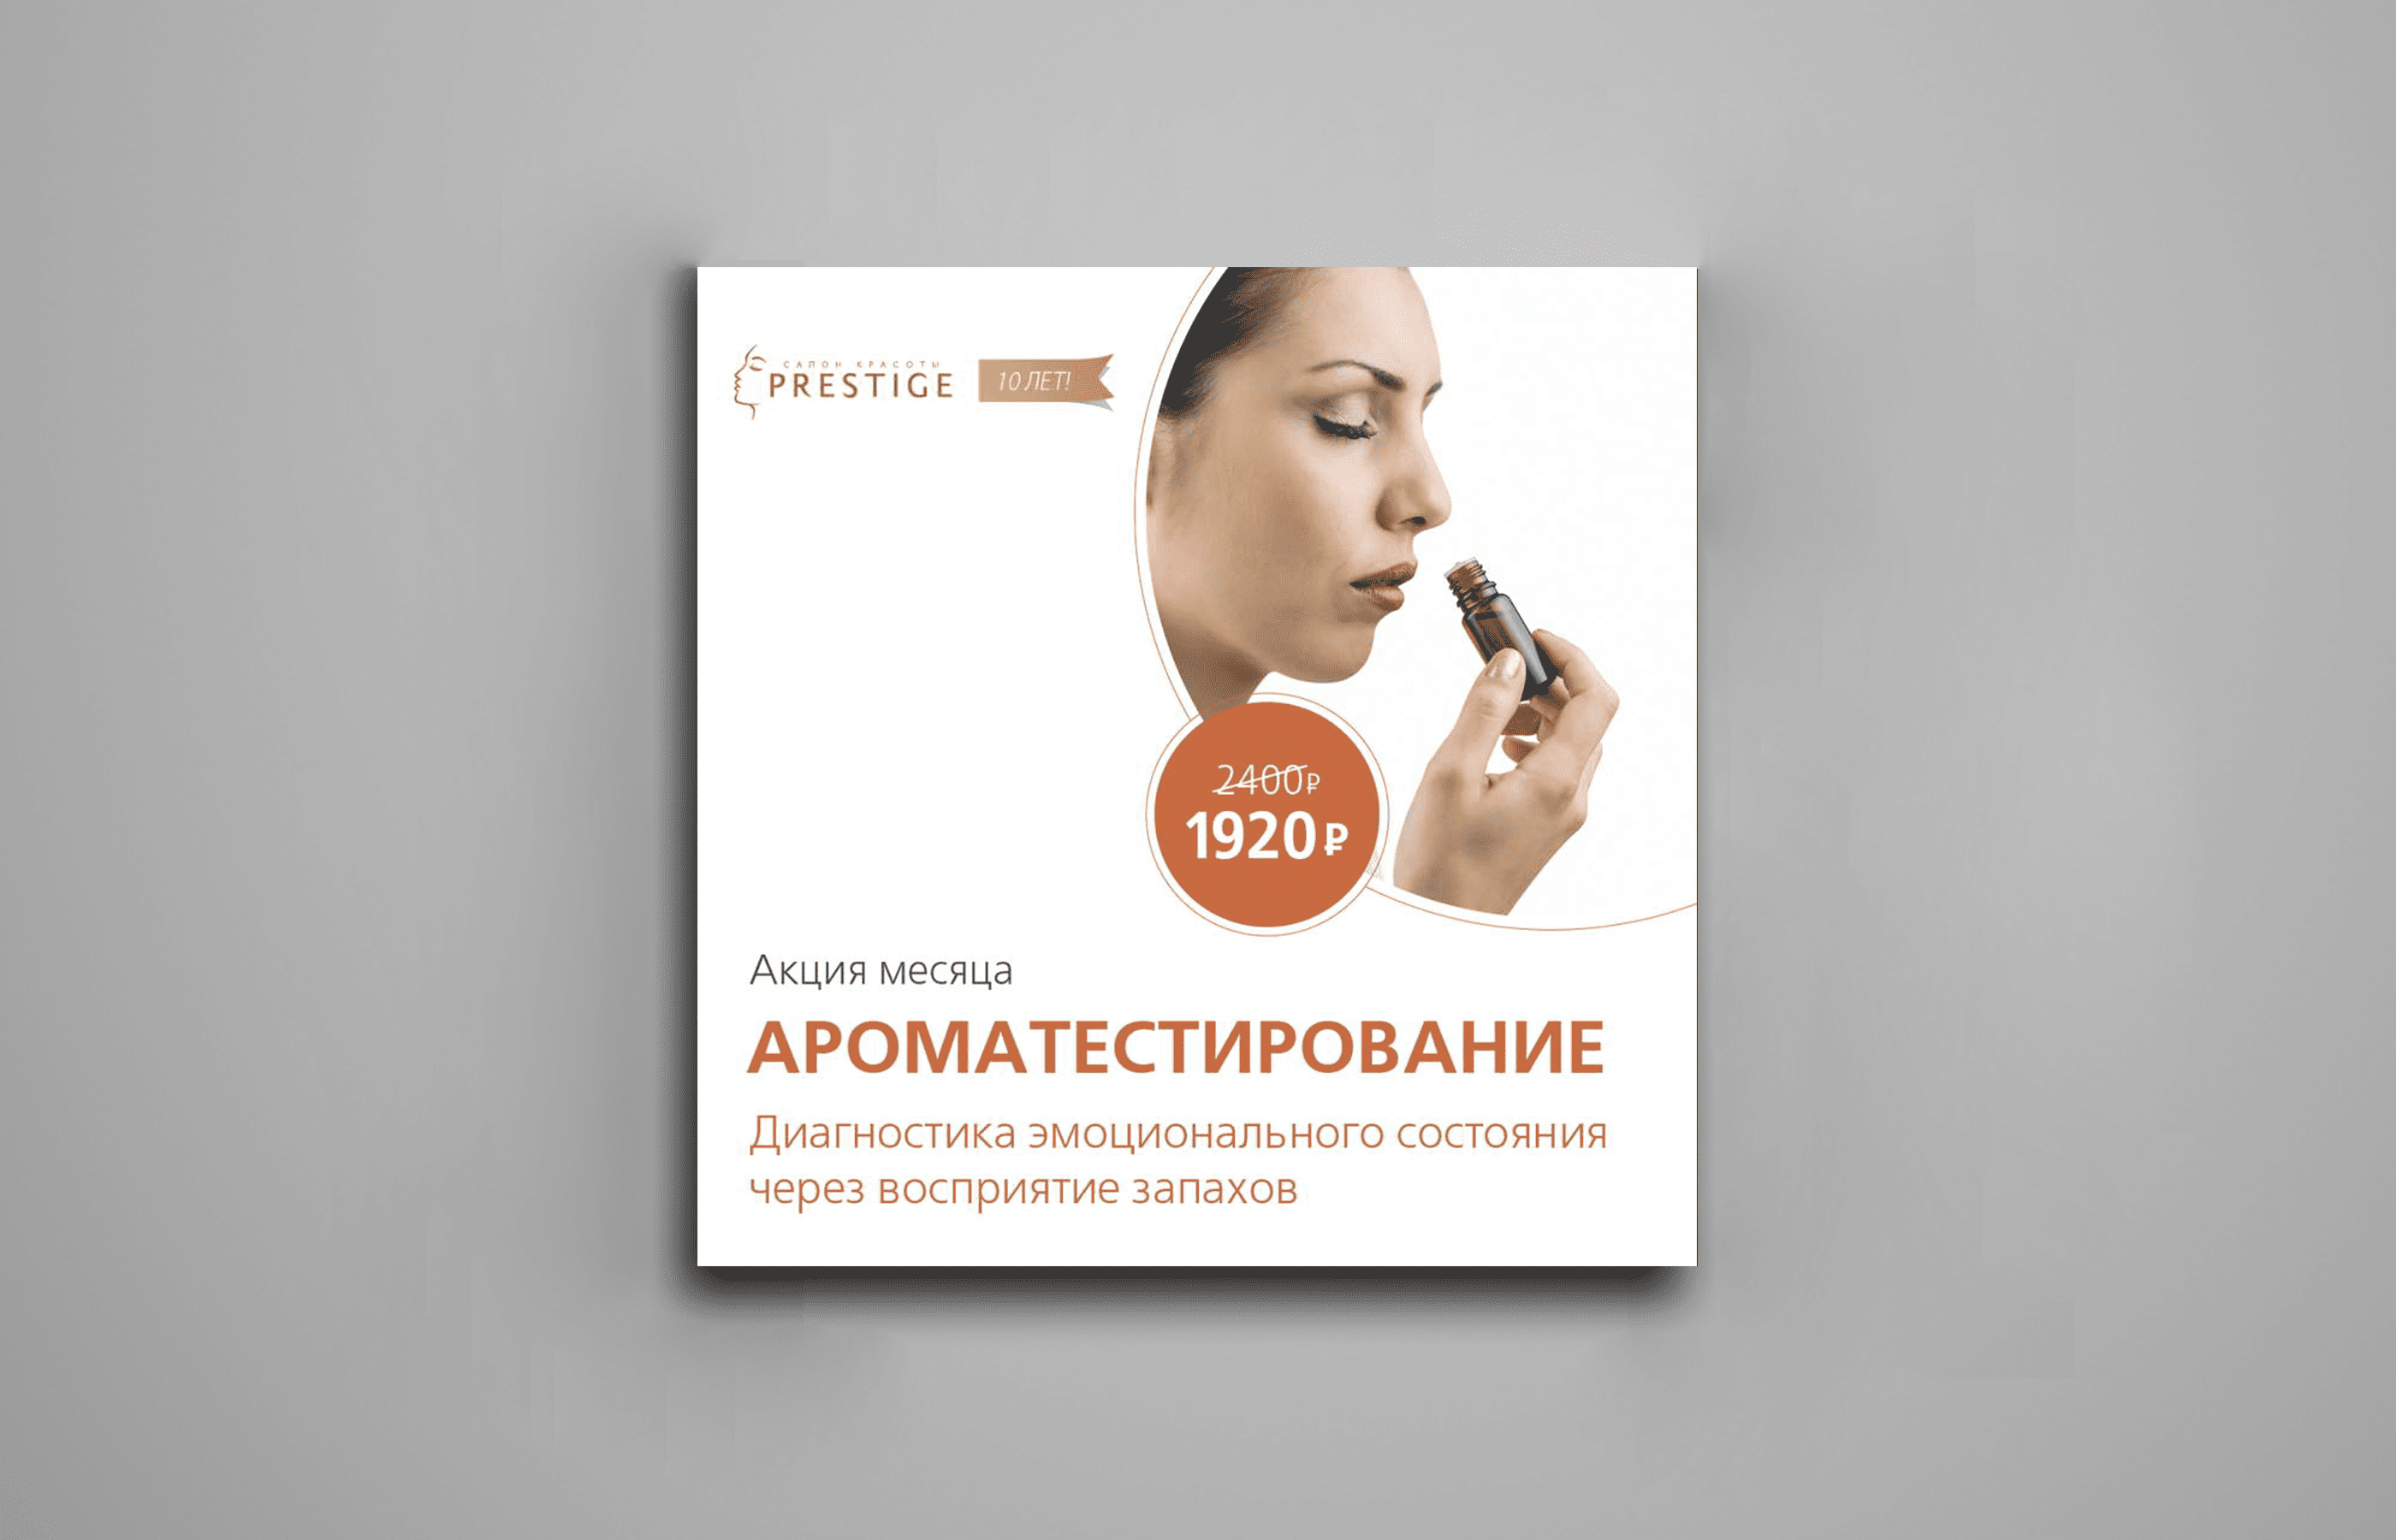 САЛОН КРАСОТЫ
PRESTIGE
10 ЛЕТ!
2400₽
1920₽
Акция месяца
АРОМАТЕСТИРОВАНИЕ
Диагностика эмоционального состояния
через восприятие запахов